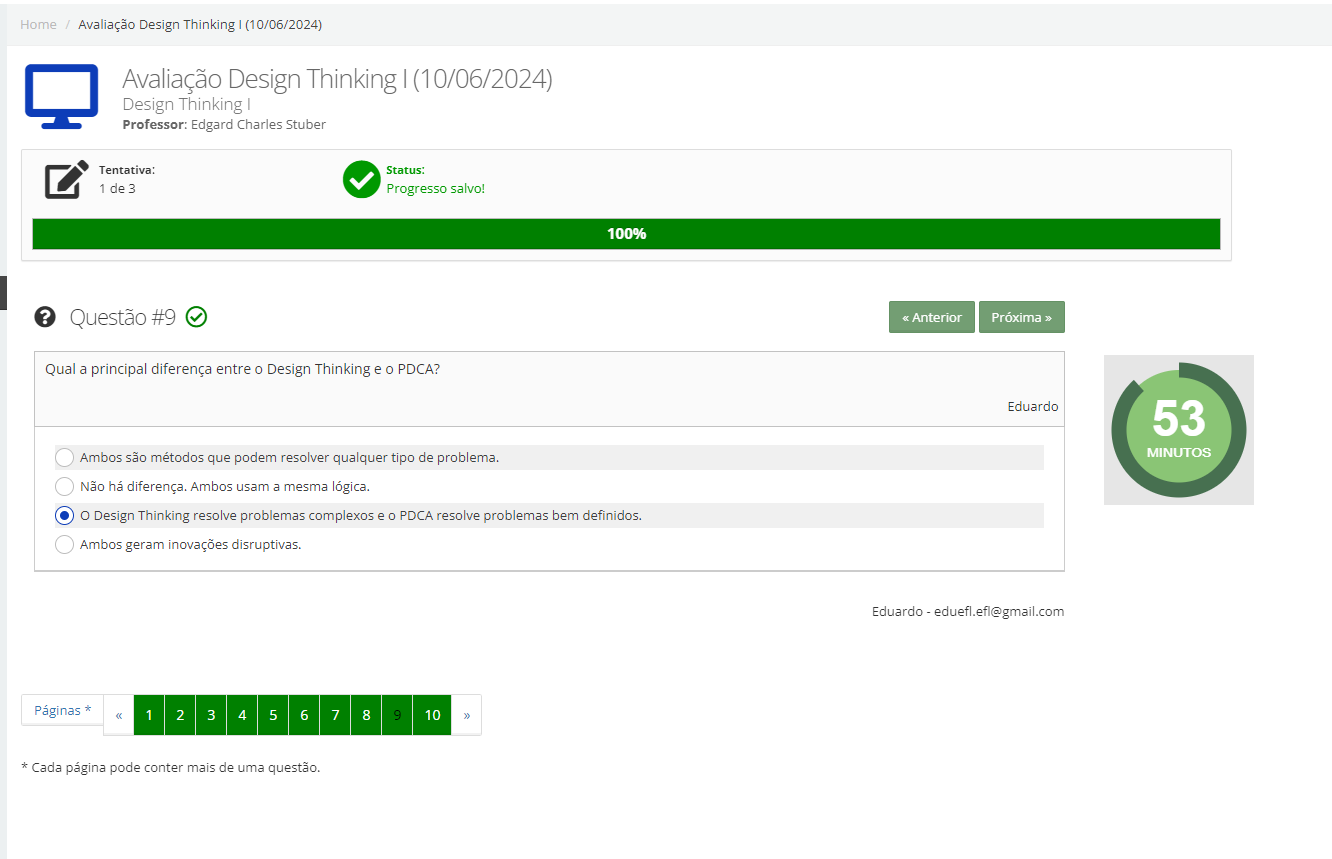 Home / Avaliação Design Thinking I (10/06/2024)
Avaliação Design Thinking I (10/06/2024)
Design Thinking I
Professor: Edgard Charles Stuber
Tentativa:
1 de 3
Status:
Progresso salvo!
100%
Questão #9
« Anterior
Próxima »
Qual a principal diferença entre o Design Thinking e o PDCA?
Eduardo
53
MINUTOS
Ambos são métodos que podem resolver qualquer tipo de problema.
Não há diferença. Ambos usam a mesma lógica.
O Design Thinking resolve problemas complexos e o PDCA resolve problemas bem definidos.
Ambos geram inovações disruptivas.
Eduardo - eduefl.efl@gmail.com
Páginas * « 1 2 3 4 5 6 7 8 9 10 »
* Cada página pode conter mais de uma questão.